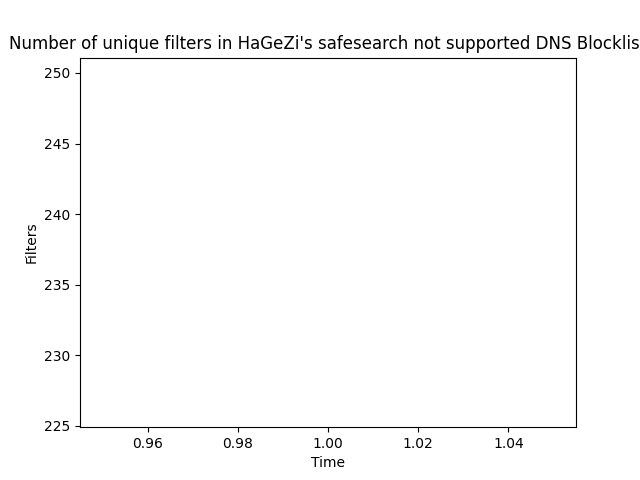 Number of unique filters in HaGeZi's safesearch not supported DNS Blocklis
250
245
240
235
230
225
Filters
0.96 0.98 1.00 1.02 1.04
Time